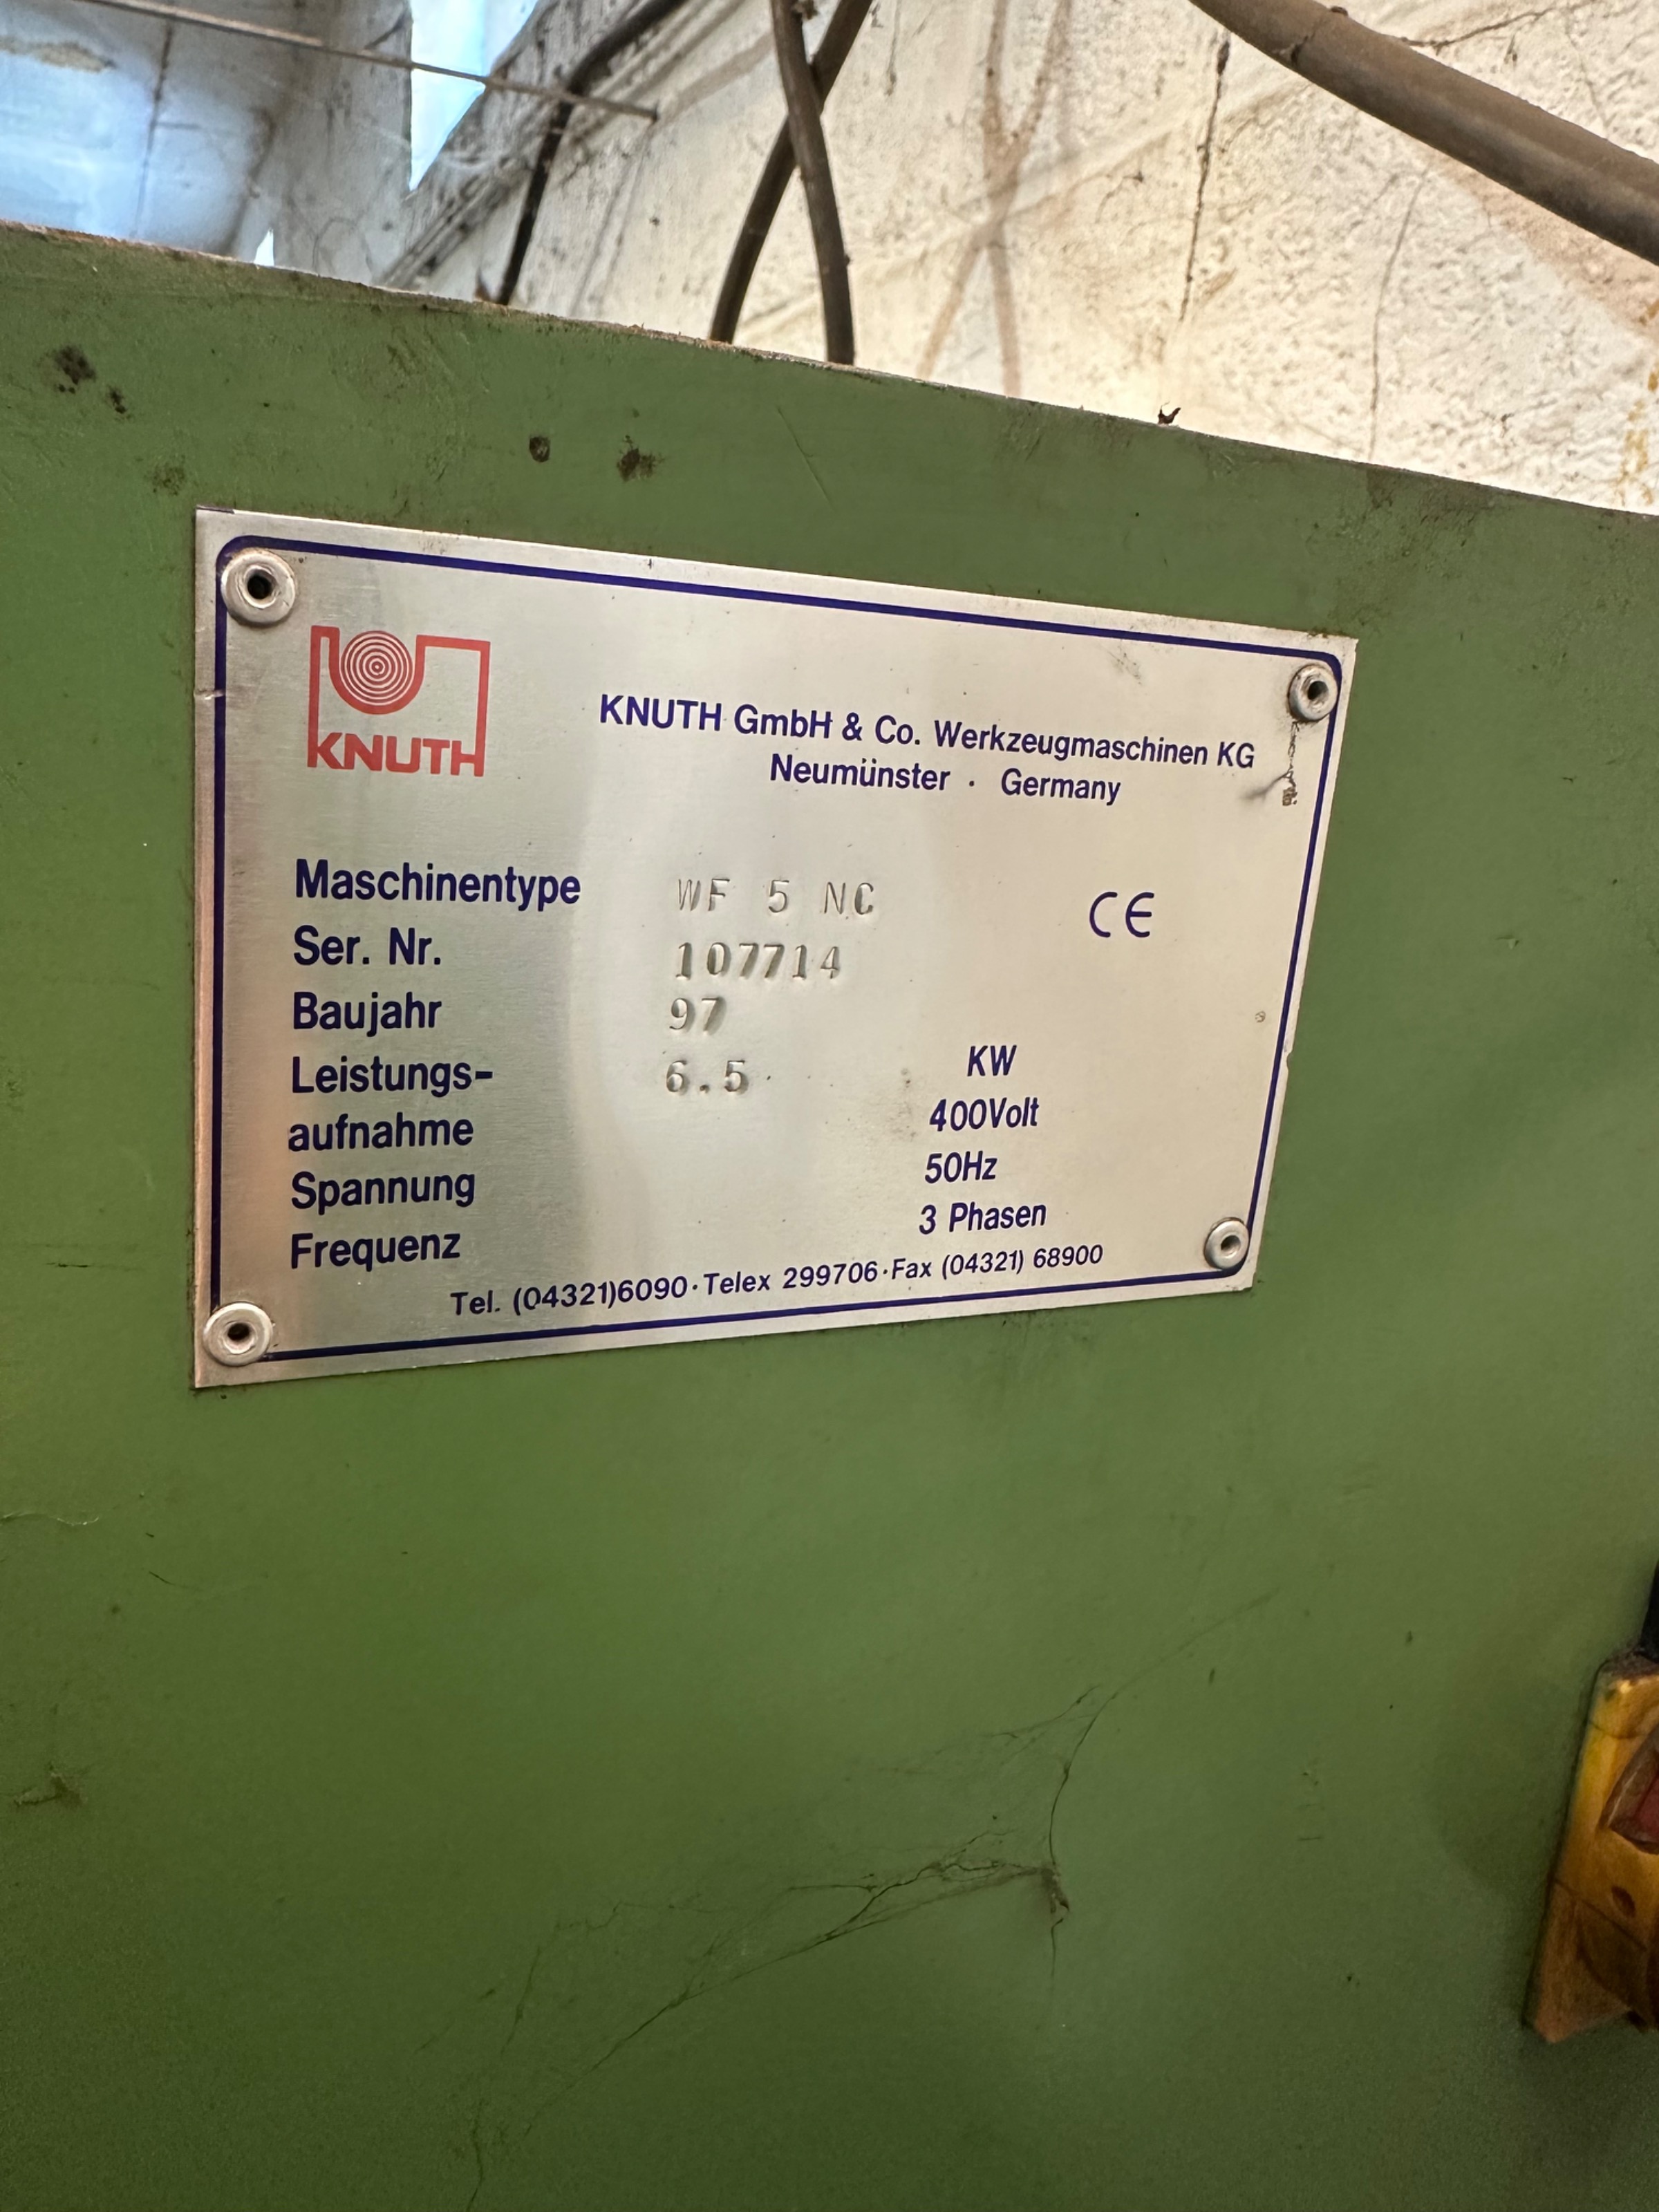 KNUTH
KNUTH GmbH & Co. Werkzeugmaschinen KG
Neumünster · Germany
Maschinentype WF 5 NC
CE
Ser. Nr. 107714
Baujahr 97
Leistungs- 6.5 KW
aufnahme 400Volt
Spannung 50Hz
Frequenz 3 Phasen
Tel. (04321)6090·Telex 299706·Fax (04321) 68900